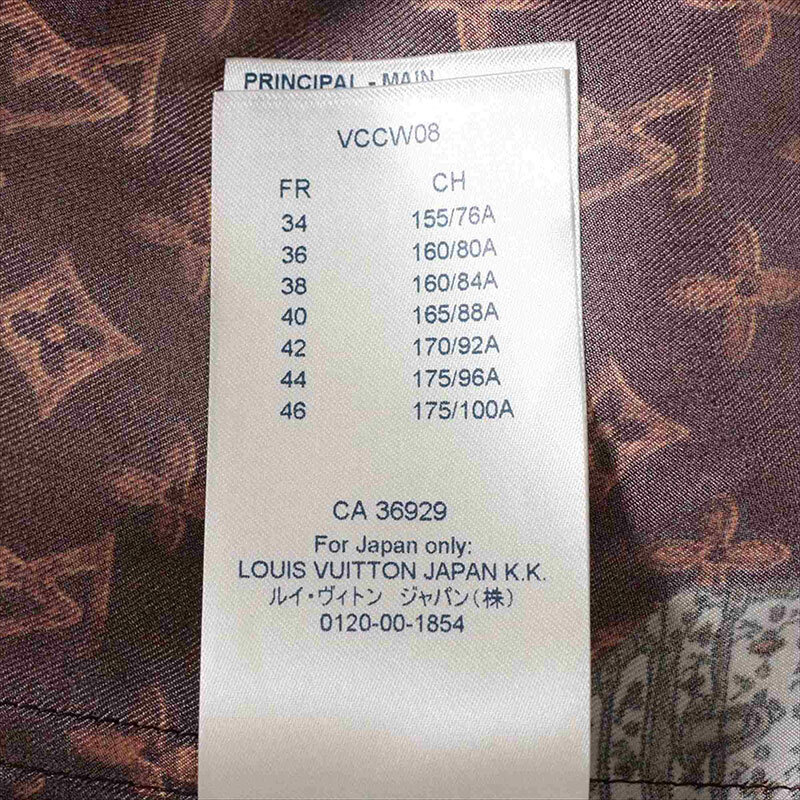 PRINCIPAL - MAIN
VCCW08
FR CH
34 155/76A
36 160/80A
38 160/84A
40 165/88A
42 170/92A
44 175/96A
46 175/100A
CA 36929
For Japan only:
LOUIS VUITTON JAPAN K.K.
ルイ・ヴィトン ジャパン(株)
0120-00-1854